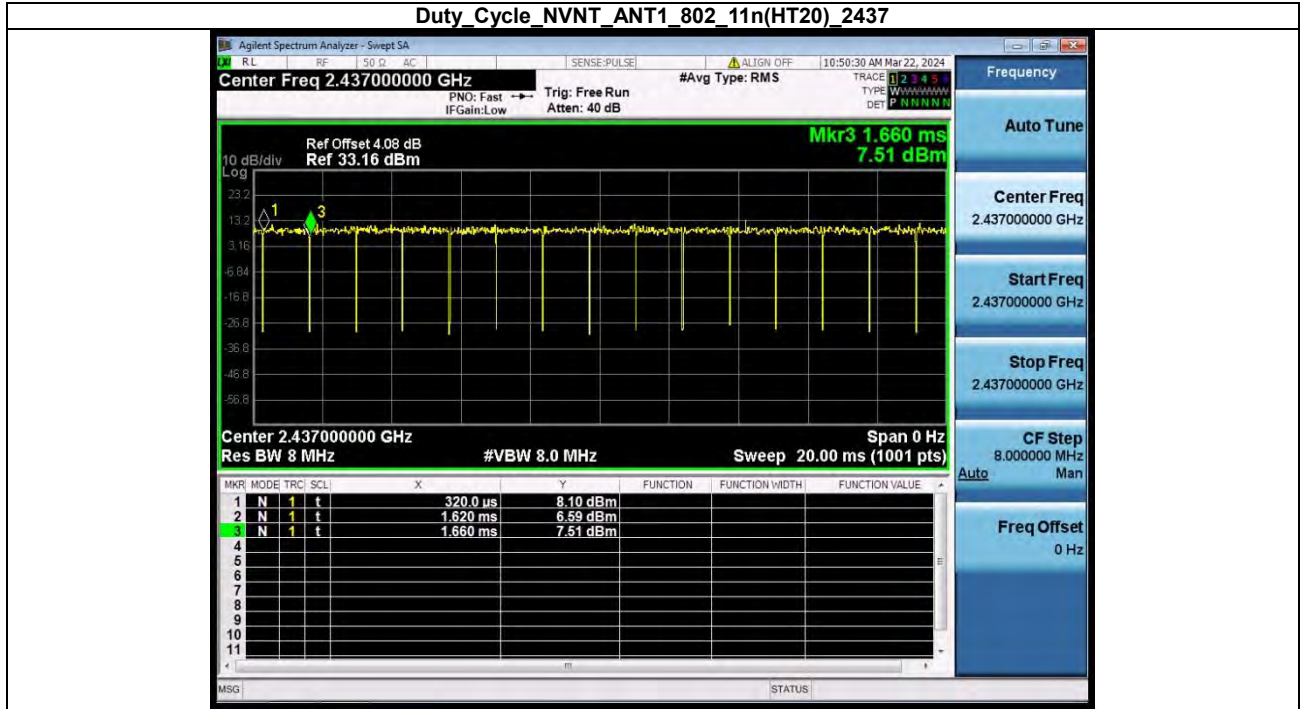 Duty_Cycle_NVNT_ANT1_802_11n(HT20)_2437
Agilent Spectrum Analyzer - Swept SA
RL RF 50 Ω AC SENSE:PULSE ALIGN OFF 10:50:30 AM Mar 22, 2024
Center Freq 2.437000000 GHz #Avg Type: RMS TRACE 1 2 3 4 5 6
PNO: Fast Trig: Free Run TYPE WWWWWW
IFGain:Low Atten: 40 dB DET P N N N N N
Frequency
Mkr3 1.660 ms
Ref Offset 4.08 dB
10 dB/div Ref 33.16 dBm 7.51 dBm
Log
23.2
13.2
3.16
-6.84
-16.8
-26.8
-36.8
-46.8
-56.8
1
3
Center 2.437000000 GHz Span 0 Hz
Res BW 8 MHz #VBW 8.0 MHz Sweep 20.00 ms (1001 pts)
MKR MODE TRC SCL X Y FUNCTION FUNCTION WIDTH FUNCTION VALUE
1 N 1 t 320.0 µs 8.10 dBm
2 N 1 t 1.620 ms 6.59 dBm
3 N 1 t 1.660 ms 7.51 dBm
4
5
6
7
8
9
10
11
MSG STATUS
Auto Tune
Center Freq
2.437000000 GHz
Start Freq
2.437000000 GHz
Stop Freq
2.437000000 GHz
CF Step
8.000000 MHz
Auto Man
Freq Offset
0 Hz